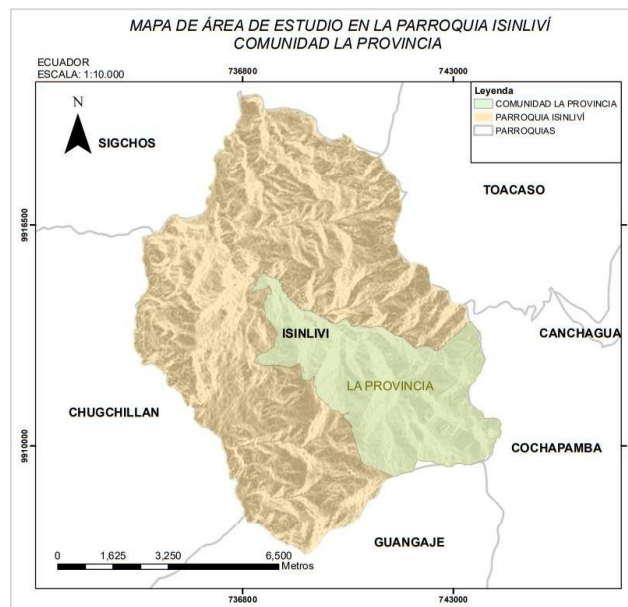 MAPA DE ÁREA DE ESTUDIO EN LA PARROQUIA ISINLIVÍ
COMUNIDAD LA PROVINCIA
ECUADOR
ESCALA: 1:10.000
736800
743000
Leyenda
COMUNIDAD LA PROVINCIA
PARROQUIA ISINLIVÍ
PARROQUIAS
N
SIGCHOS
TOACASO
9916500
9916500
ISINLIVI
CANCHAGUA
LA PROVINCIA
CHUGCHILLAN
9910000
9910000
COCHAPAMBA
GUANGAJE
0 1,625 3,250 6,500
Metros
736800
743000